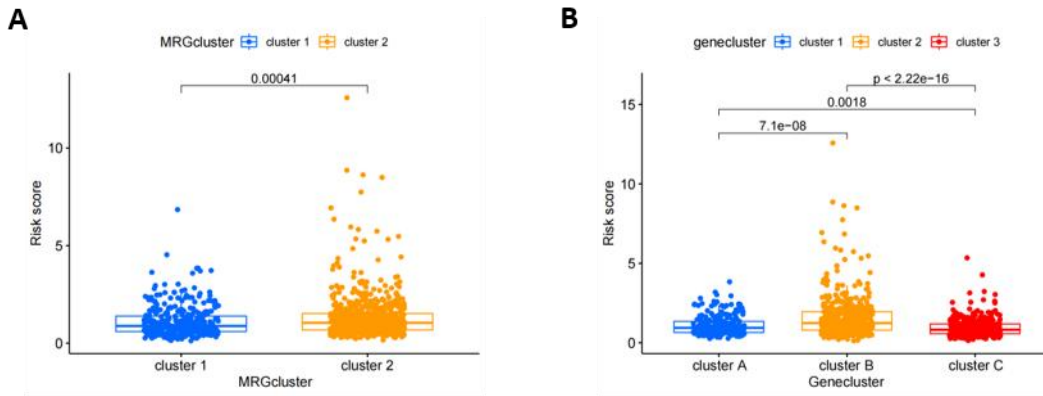 A
MRGcluster cluster 1 cluster 2
0.00041
10
5
0
Risk score
cluster 1 cluster 2
MRGcluster
B
genecluster cluster 1 cluster 2 cluster 3
p < 2.22e−16
0.0018
7.1e−08
15
10
5
0
Risk score
cluster A cluster B cluster C
Genecluster